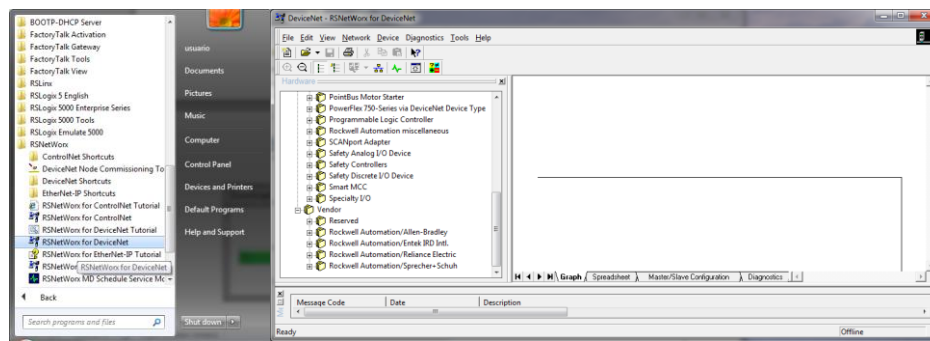 BOOTP-DHCP Server
FactoryTalk Activation
FactoryTalk Gateway
FactoryTalk Tools
FactoryTalk View
RSLinx
RSLogix 5 English
RSLogix 5000 Enterprise Series
RSLogix 5000 Tools
RSLogix Emulate 5000
RSNetWorx
ControlNet Shortcuts
DeviceNet Node Commissioning To
DeviceNet Shortcuts
EtherNet-IP Shortcuts
RSNetWorx for ControlNet Tutorial
RSNetWorx for ControlNet
RSNetWorx for DeviceNet Tutorial
RSNetWorx for DeviceNet
RSNetWorx for EtherNet-IP Tutorial
RSNetWor
RSNetWorx for DeviceNet
RSNetWorx MD Schedule Service Mc
Back
Search programs and files
usuario
Documents
Pictures
Music
Computer
Control Panel
Devices and Printers
Default Programs
Help and Support
Shut down
DeviceNet - RSNetWorx for DeviceNet
File Edit View Network Device Diagnostics Tools Help
Hardware
PointBus Motor Starter
PowerFlex 750-Series via DeviceNet Device Type
Programmable Logic Controller
Rockwell Automation miscellaneous
SCANport Adapter
Safety Analog I/O Device
Safety Controllers
Safety Discrete I/O Device
Smart MCC
Specialty I/O
Vendor
Reserved
Rockwell Automation/Allen-Bradley
Rockwell Automation/Entek IRD Intl.
Rockwell Automation/Reliance Electric
Rockwell Automation/Sprecher+Schuh
Graph Spreadsheet Master/Slave Configuration Diagnostics
Message Code Date Description
Ready Offline